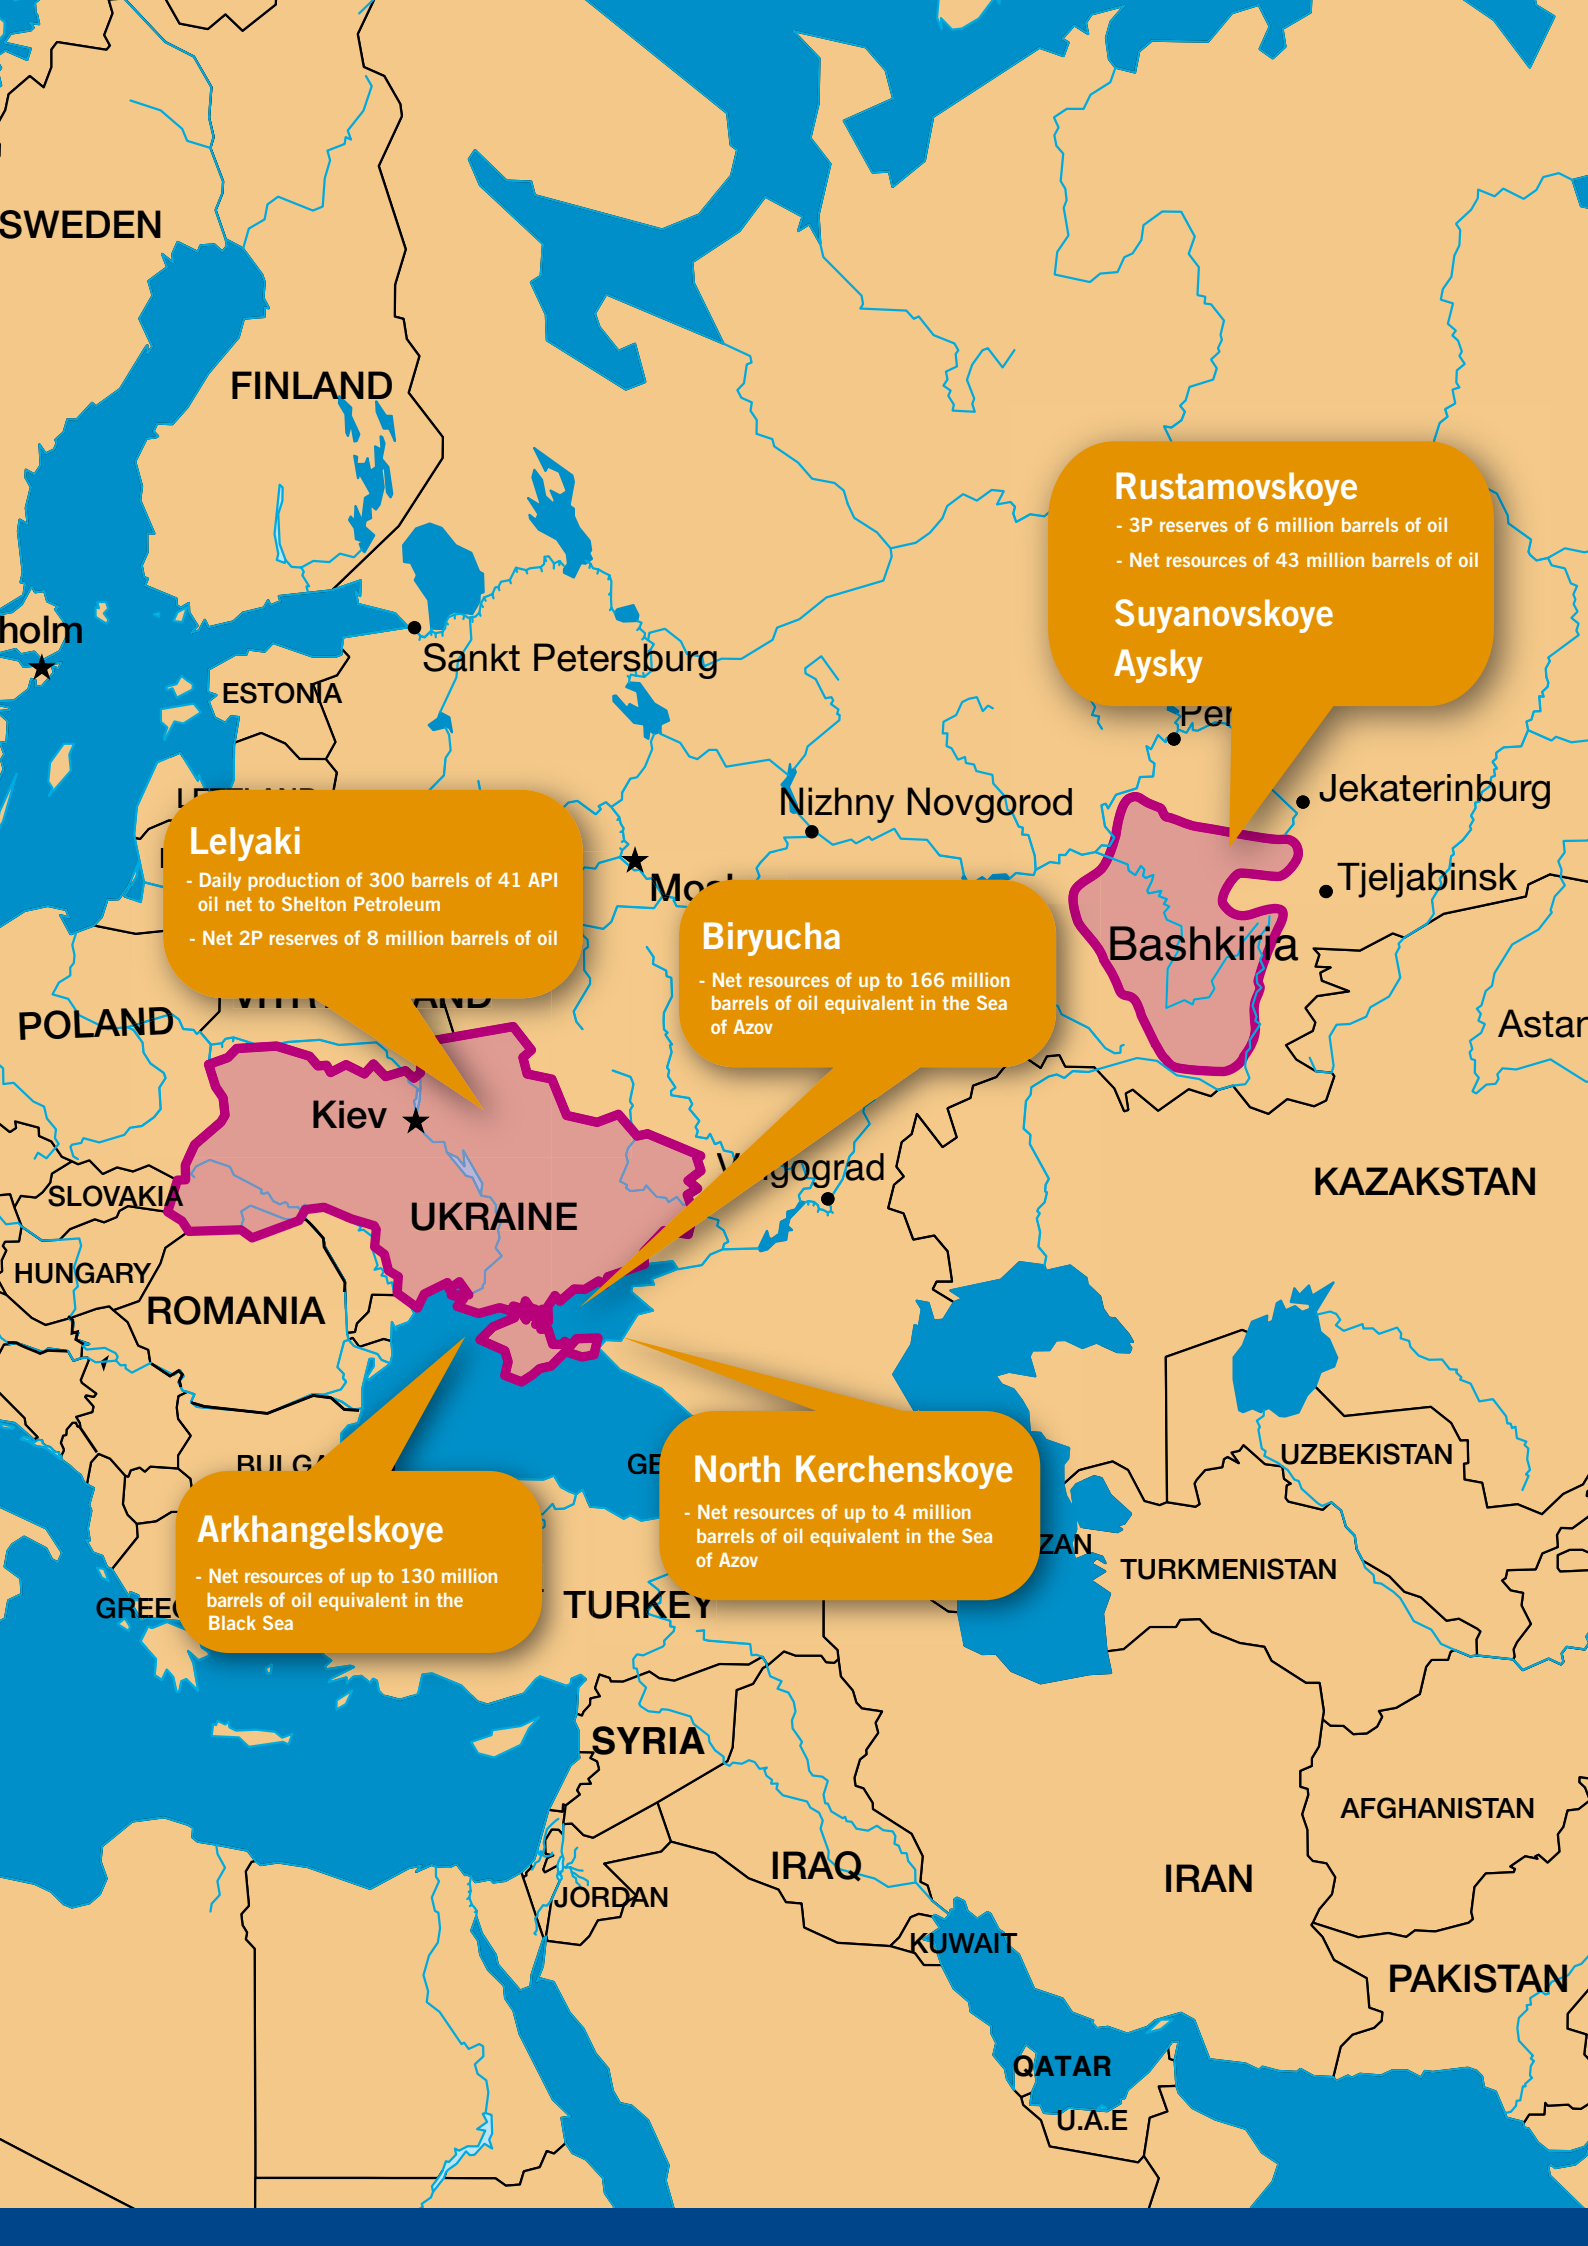 SWEDEN
FINLAND
Rustamovskoye
- 3P reserves of 6 million barrels of oil
- Net resources of 43 million barrels of oil
Suyanovskoye
Aysky
holm
Sankt Petersburg
ESTONIA
Jekaterinburg
Nizhny Novgorod
Lelyaki
- Daily production of 300 barrels of 41 API
oil net to Shelton Petroleum
- Net 2P reserves of 8 million barrels of oil
Tjeljabinsk
Biryucha
- Net resources of up to 166 million
barrels of oil equivalent in the Sea
of Azov
Bashkiria
POLAND
Astan
Kiev
KAZAKSTAN
SLOVAKIA
UKRAINE
HUNGARY
ROMANIA
UZBEKISTAN
North Kerchenskoye
- Net resources of up to 4 million
barrels of oil equivalent in the Sea
of Azov
Arkhangelskoye
- Net resources of up to 130 million
barrels of oil equivalent in the
Black Sea
ZAN
TURKMENISTAN
TURKEY
SYRIA
AFGHANISTAN
IRAQ
IRAN
JORDAN
KUWAIT
PAKISTAN
QATAR
U.A.E